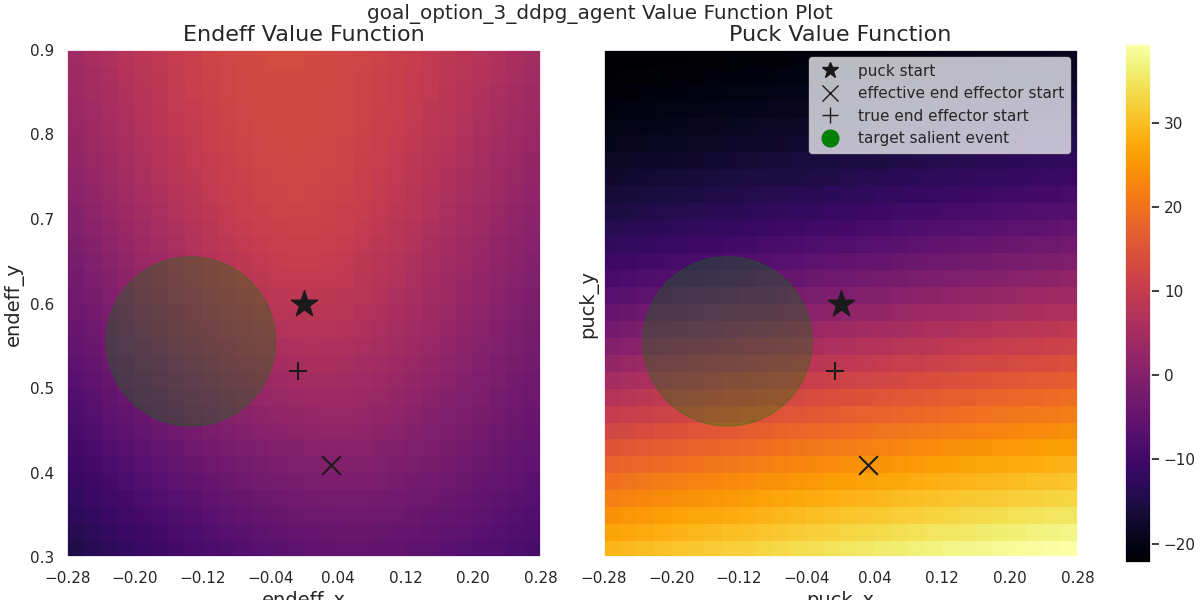 goal_option_3_ddpg_agent Value Function Plot
Endeff Value Function
Puck Value Function
0.9
0.8
0.7
0.6
0.5
0.4
0.3
endeff_y
−0.28 −0.20 −0.12 −0.04 0.04 0.12 0.20 0.28
endeff_x
puck_y
puck start
effective end effector start
true end effector start
target salient event
−0.28 −0.20 −0.12 −0.04 0.04 0.12 0.20 0.28
puck_x
30
20
10
0
−10
−20